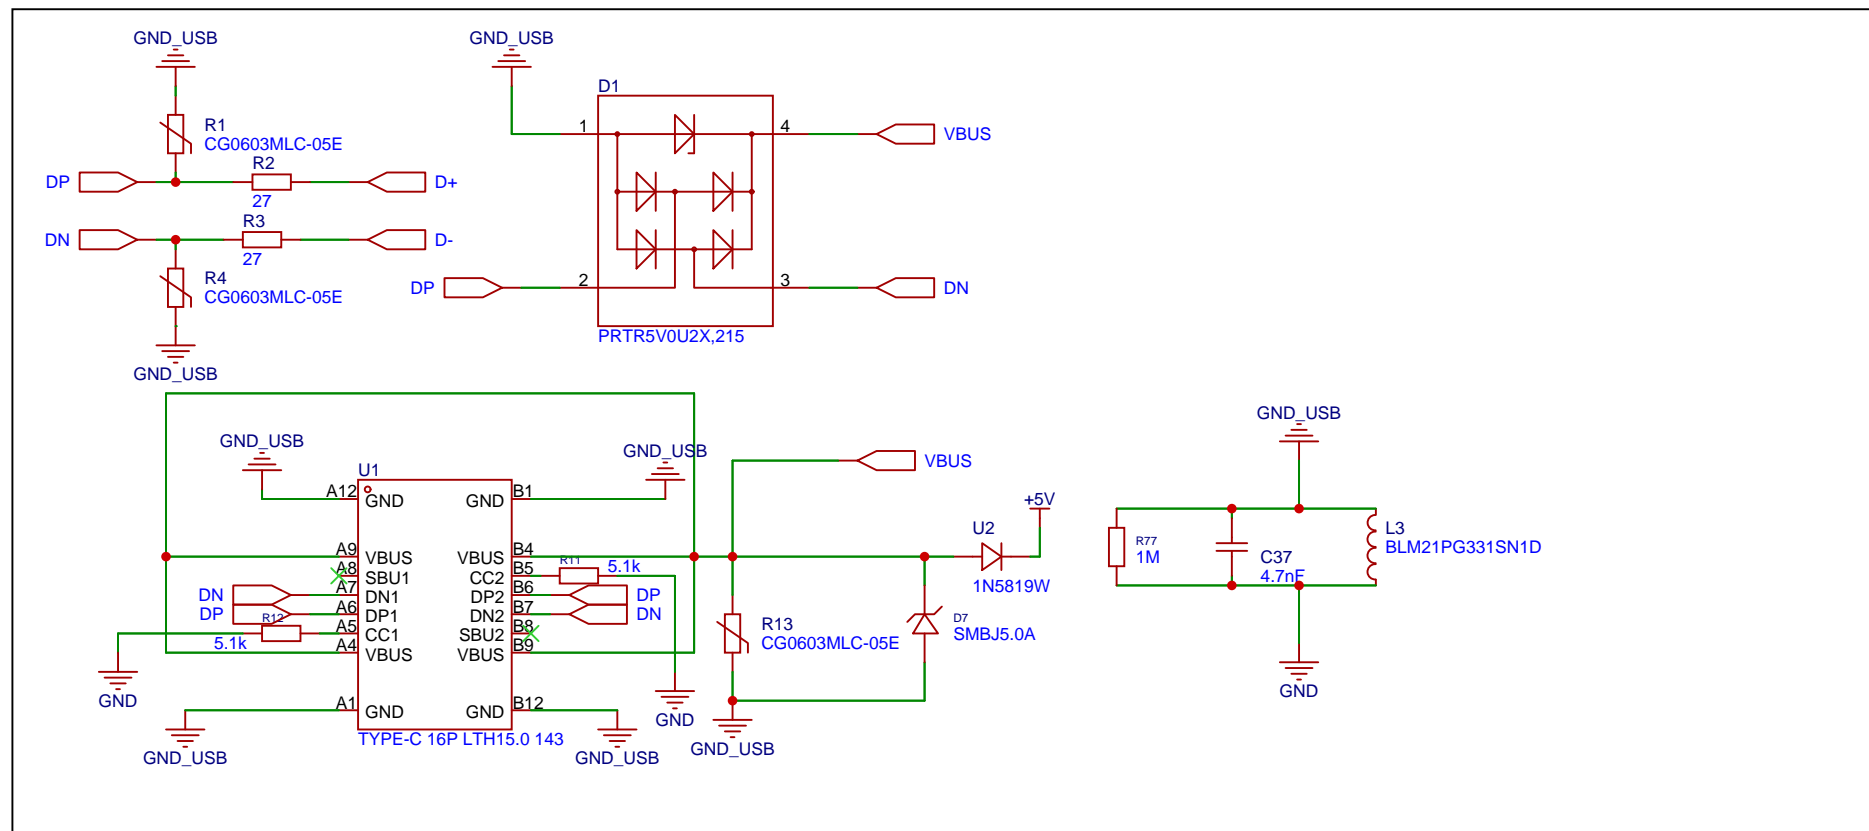 GND_USB
R1
CG0603MLC-05E
DP
R2
27
D+
DN
R3
27
D-
R4
CG0603MLC-05E
GND_USB
GND_USB
D1
1
4
VBUS
DP
2
3
DN
PRTR5V0U2X,215
GND_USB
U1
GND_USB
A12
GND
GND
B1
A9
VBUS
VBUS
B4
A8
SBU1
CC2
B5
R11
5.1k
DN
A7
DN1
DP2
B6
DP
DP
A6
DP1
DN2
B7
DN
R12
5.1k
A5
CC1
SBU2
B8
A4
VBUS
VBUS
B9
GND
A1
GND
GND
B12
GND
GND_USB
TYPE-C 16P LTH15.0 143
GND_USB
VBUS
+5V
U2
1N5819W
R13
CG0603MLC-05E
D7
SMBJ5.0A
GND_USB
GND_USB
R77
1M
C37
4.7nF
L3
BLM21PG331SN1D
GND